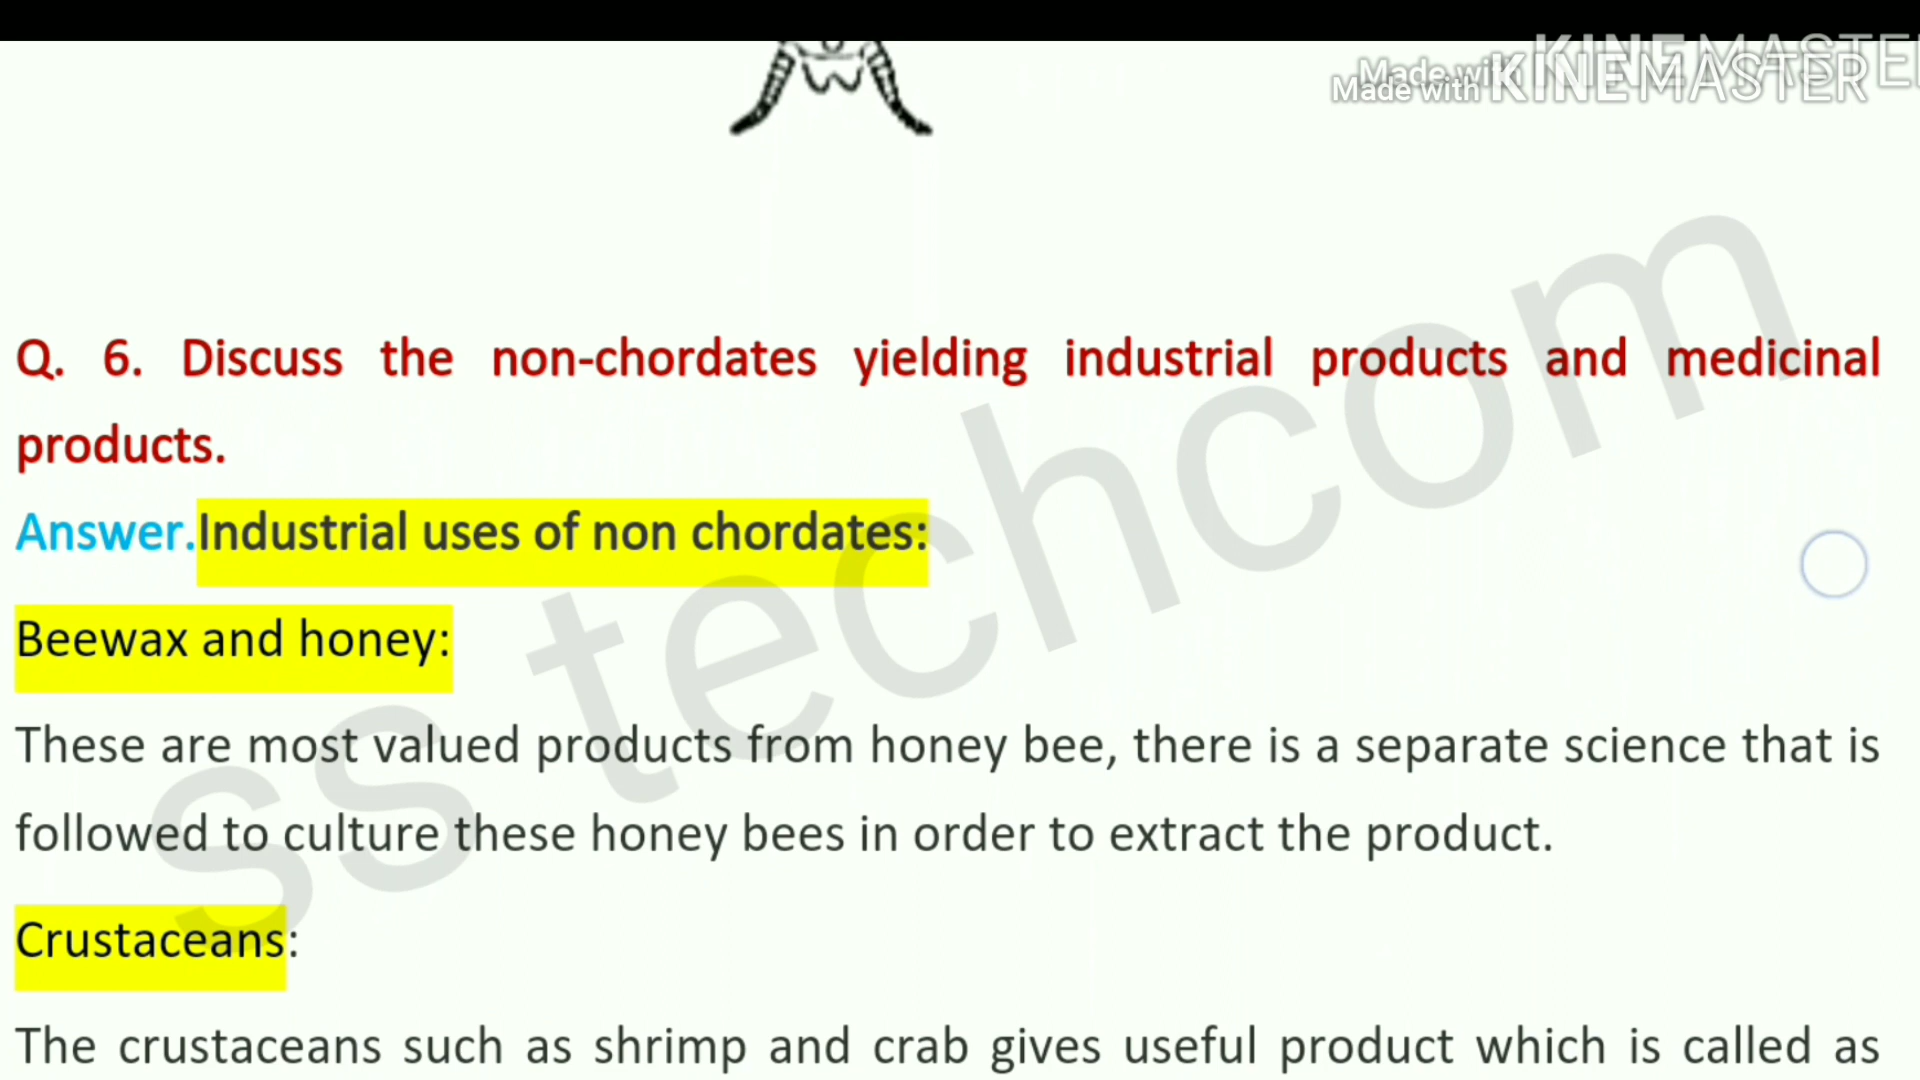 Made with KINEMASTER
Made with KINEMASTER
Q. 6. Discuss the non-chordates yielding industrial products and medicinal
products.
Answer.Industrial uses of non chordates:
Beewax and honey:
These are most valued products from honey bee, there is a separate science that is
followed to culture these honey bees in order to extract the product.
Crustaceans:
The crustaceans such as shrimp and crab gives useful product which is called as
ss techcom